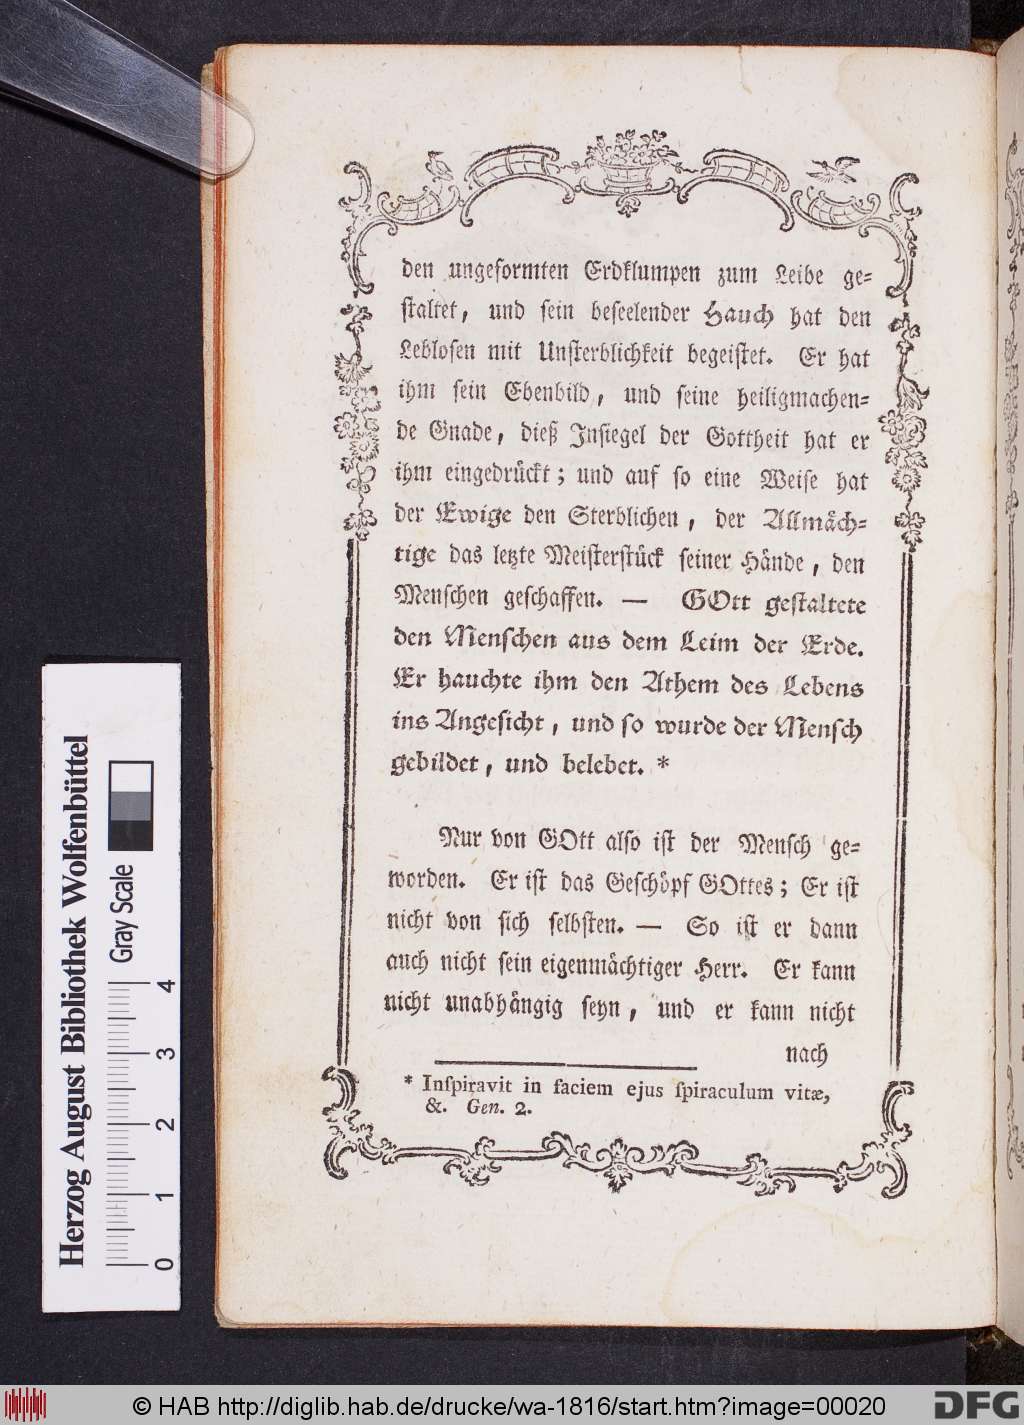 den ungeformten Erdklumpen zum Leibe ge=
ſtaltet, und ſein beſeelender Hauch hat den
Lebloſen mit Unſterblichkeit begeiſtet. Er hat
ihm ſein Ebenbild, und ſeine heiligmachen=
de Gnade, dieß Inſiegel der Gottheit hat er
ihm eingedrückt; und auf ſo eine Weiſe hat
der Ewige den Sterblichen, der Allmäch=
tige das letzte Meiſterſtück ſeiner Hände, den
Menſchen geſchaffen. — GOtt geſtaltete
den Menſchen aus dem Leim der Erde.
Er hauchte ihm den Athem des Lebens
ins Angeſicht, und ſo wurde der Menſch
gebildet, und belebet. *
Nur von GOtt alſo iſt der Menſch ge=
worden. Er iſt das Geſchöpf GOttes; Er iſt
nicht von ſich ſelbſten. — So iſt er dann
auch nicht ſein eigenmächtiger Herr. Er kann
nicht unabhängig ſeyn, und er kann nicht
nach
* Inſpiravit in faciem ejus ſpiraculum vitæ,
&. Gen. 2.
Herzog August Bibliothek Wolfenbüttel
Gray Scale
0 1 2 3 4
© HAB http://diglib.hab.de/drucke/wa-1816/start.htm?image=00020
DFG